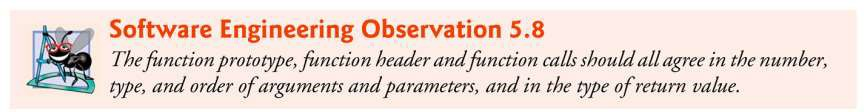 Software Engineering Observation 5.8
The function prototype, function header and function calls should all agree in the number,
type, and order of arguments and parameters, and in the type of return value.